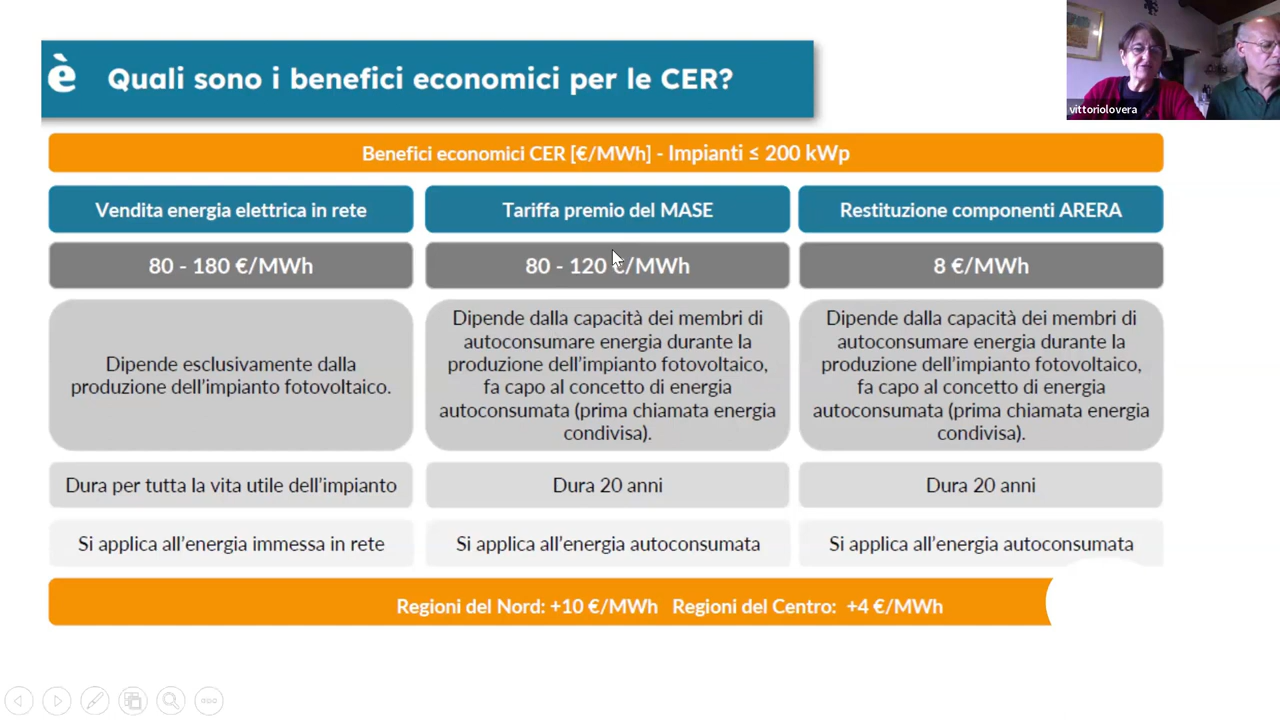 è Quali sono i benefici economici per le CER?
vittoriolovera
Benefici economici CER [€/MWh] - Impianti ≤ 200 kWp
Vendita energia elettrica in rete
Tariffa premio del MASE
Restituzione componenti ARERA
80 - 180 €/MWh
80 - 120 €/MWh
8 €/MWh
Dipende esclusivamente dalla
produzione dell'impianto fotovoltaico.
Dipende dalla capacità dei membri di
autoconsumare energia durante la
produzione dell'impianto fotovoltaico,
fa capo al concetto di energia
autoconsumata (prima chiamata energia
condivisa).
Dipende dalla capacità dei membri di
autoconsumare energia durante la
produzione dell'impianto fotovoltaico,
fa capo al concetto di energia
autoconsumata (prima chiamata energia
condivisa).
Dura per tutta la vita utile dell'impianto
Dura 20 anni
Dura 20 anni
Si applica all'energia immessa in rete
Si applica all'energia autoconsumata
Si applica all'energia autoconsumata
Regioni del Nord: +10 €/MWh Regioni del Centro: +4 €/MWh